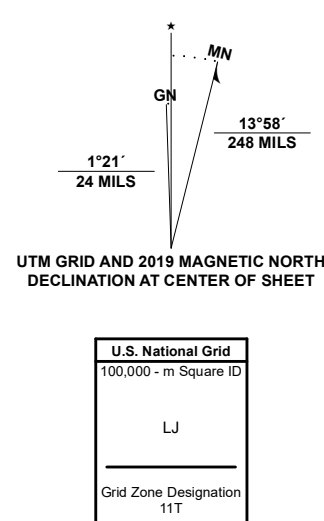 MN
GN
13°58´
248 MILS
1°21´
24 MILS
UTM GRID AND 2019 MAGNETIC NORTH
DECLINATION AT CENTER OF SHEET
U.S. National Grid
100,000 - m Square ID
LJ
Grid Zone Designation
11T